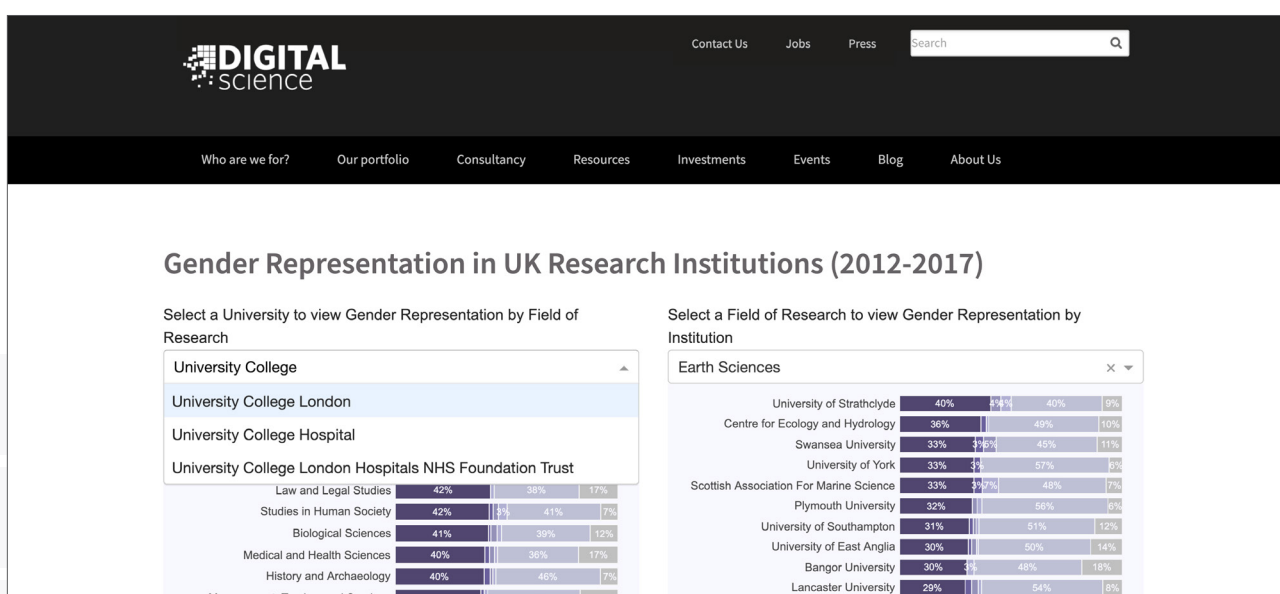 DIGITAL
science
Contact Us
Jobs
Press
Search
Who are we for?
Our portfolio
Consultancy
Resources
Investments
Events
Blog
About Us
Gender Representation in UK Research Institutions (2012-2017)
Select a University to view Gender Representation by Field of
Research
University College
University College London
University College Hospital
University College London Hospitals NHS Foundation Trust
Law and Legal Studies 42% 38% 17%
Studies in Human Society 42% 3% 41% 7%
Biological Sciences 41% 39% 12%
Medical and Health Sciences 40% 36% 17%
History and Archaeology 40% 46% 7%
Select a Field of Research to view Gender Representation by
Institution
Earth Sciences
University of Strathclyde 40% 4% 4% 40% 9%
Centre for Ecology and Hydrology 36% 49% 10%
Swansea University 33% 3% 6% 45% 11%
University of York 33% 3% 57% 6%
Scottish Association For Marine Science 33% 3% 7% 48% 7%
Plymouth University 32% 56% 6%
University of Southampton 31% 51% 12%
University of East Anglia 30% 50% 14%
Bangor University 30% 3% 48% 18%
Lancaster University 29% 54% 8%